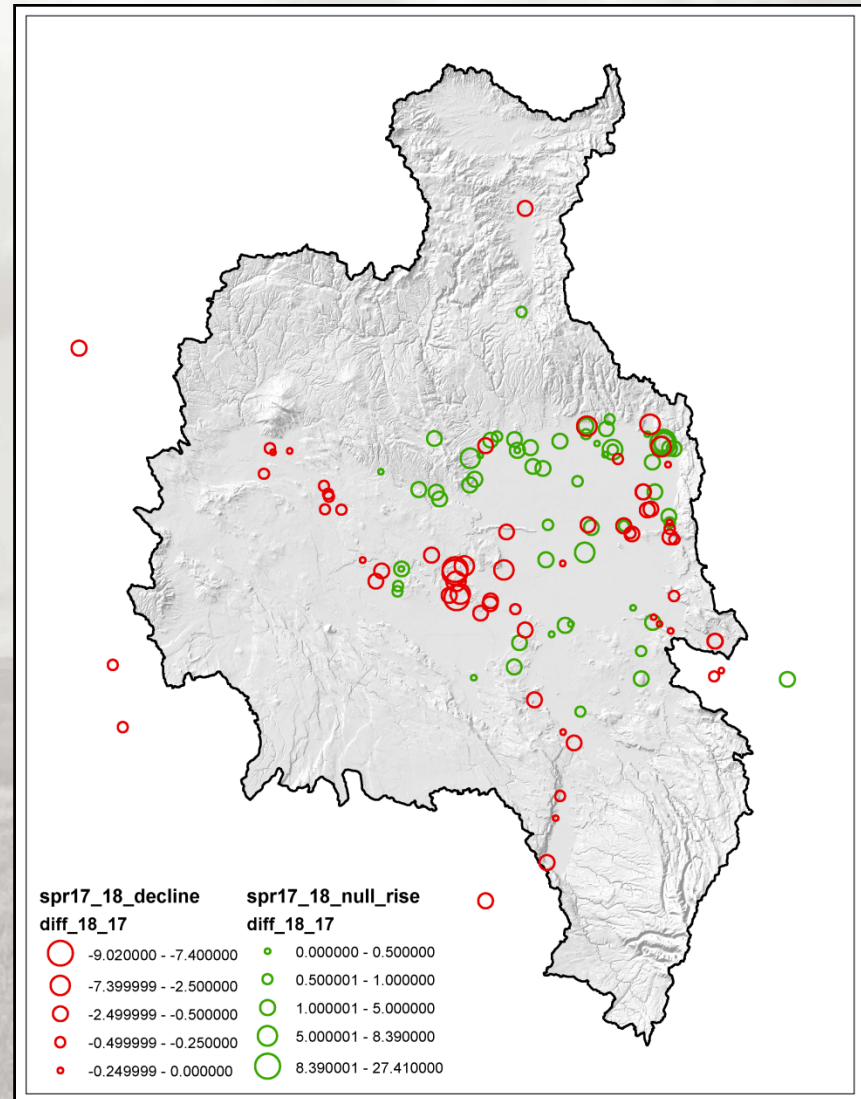 spr17_18_decline
diff_18_17
-9.020000 - -7.400000
-7.399999 - -2.500000
-2.499999 - -0.500000
-0.499999 - -0.250000
-0.249999 - 0.000000
spr17_18_null_rise
diff_18_17
0.000000 - 0.500000
0.500001 - 1.000000
1.000001 - 5.000000
5.000001 - 8.390000
8.390001 - 27.410000